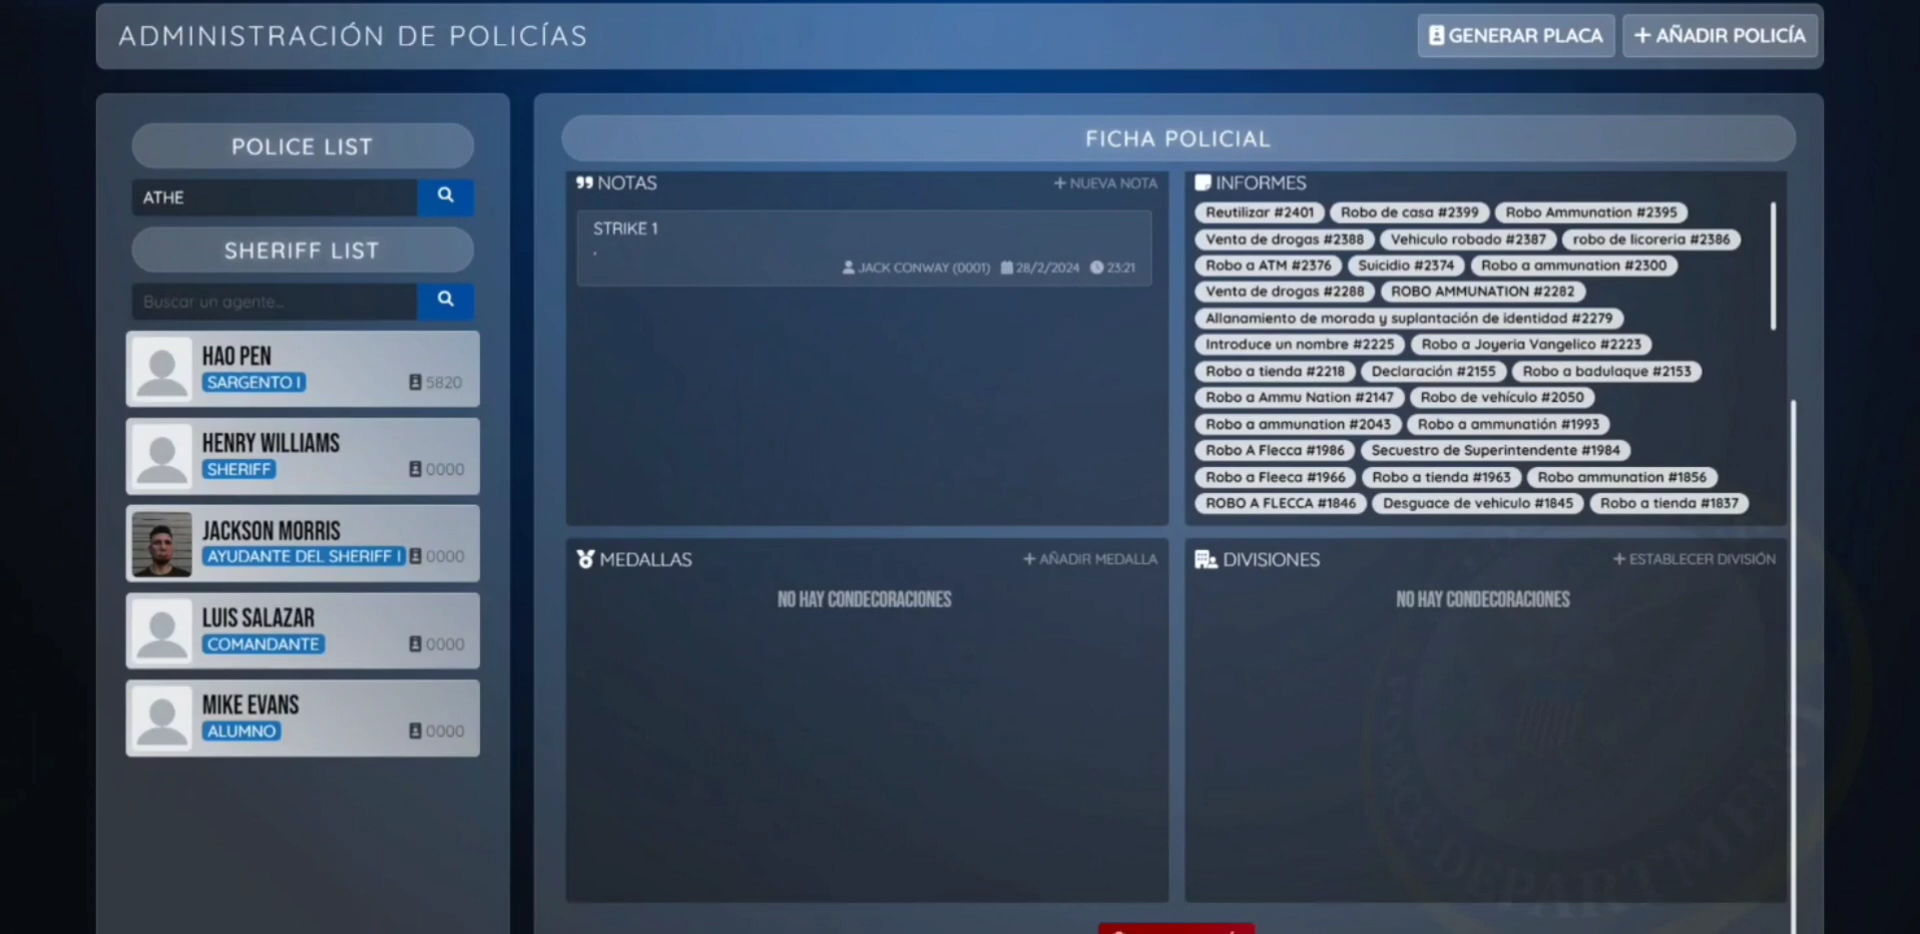 ADMINISTRACIÓN DE POLICÍAS
GENERAR PLACA
+ AÑADIR POLICÍA
POLICE LIST
ATHE
SHERIFF LIST
Buscar un agente...
HAO PEN
SARGENTO I
5820
HENRY WILLIAMS
SHERIFF
0000
JACKSON MORRIS
AYUDANTE DEL SHERIFF I
0000
LUIS SALAZAR
COMANDANTE
0000
MIKE EVANS
ALUMNO
0000
FICHA POLICIAL
NOTAS
+ NUEVA NOTA
STRIKE 1
.
JACK CONWAY (0001) 28/2/2024 23:21
INFORMES
Reutilizar #2401 Robo de casa #2399 Robo Ammunation #2395
Venta de drogas #2388 Vehiculo robado #2387 robo de licoreria #2386
Robo a ATM #2376 Suicidio #2374 Robo a ammunation #2300
Venta de drogas #2288 ROBO AMMUNATION #2282
Allanamiento de morada y suplantación de identidad #2279
Introduce un nombre #2225 Robo a Joyeria Vangelico #2223
Robo a tienda #2218 Declaración #2155 Robo a badulaque #2153
Robo a Ammu Nation #2147 Robo de vehículo #2050
Robo a ammunation #2043 Robo a ammunatión #1993
Robo A Flecca #1986 Secuestro de Superintendente #1984
Robo a Fleeca #1966 Robo a tienda #1963 Robo ammunation #1856
ROBO A FLECCA #1846 Desguace de vehiculo #1845 Robo a tienda #1837
MEDALLAS
+ AÑADIR MEDALLA
NO HAY CONDECORACIONES
DIVISIONES
+ ESTABLECER DIVISIÓN
NO HAY CONDECORACIONES
POLICE DEPARTMENT